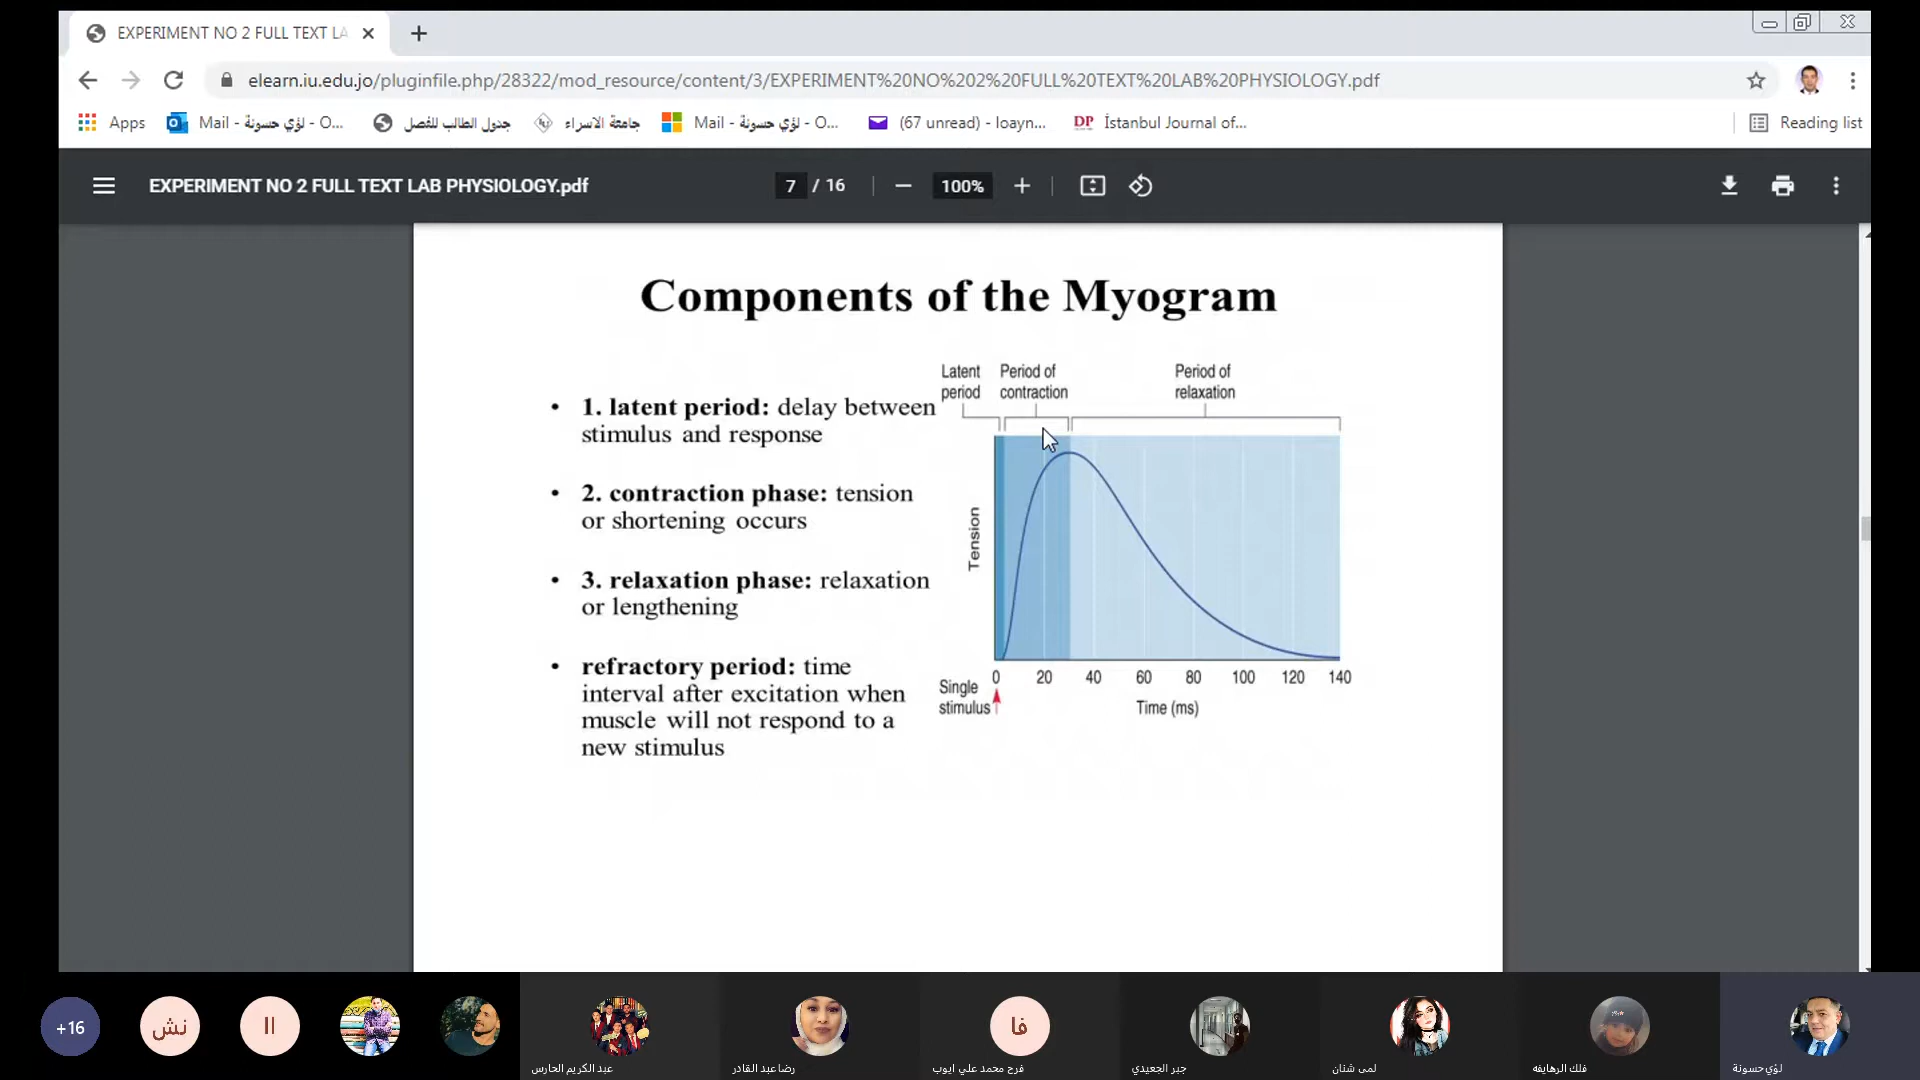 EXPERIMENT NO 2 FULL TEXT LA
elearn.iu.edu.jo/pluginfile.php/28322/mod_resource/content/3/EXPERIMENT%20NO%202%20FULL%20TEXT%20LAB%20PHYSIOLOGY.pdf
Apps
Mail - لؤي حسونة - O...
جدول الطالب للفصل
جامعة الاسراء
Mail - لؤي حسونة - O...
(67 unread) - loayn...
DP İstanbul Journal of...
Reading list
EXPERIMENT NO 2 FULL TEXT LAB PHYSIOLOGY.pdf
7 / 16
100%
Components of the Myogram
• 1. latent period: delay between
stimulus and response
• 2. contraction phase: tension
or shortening occurs
• 3. relaxation phase: relaxation
or lengthening
• refractory period: time
interval after excitation when
muscle will not respond to a
new stimulus
Latent
period
Period of
contraction
Period of
relaxation
Tension
0 20 40 60 80 100 120 140
Single
stimulus
Time (ms)
+16
نش
اا
فا
عبد الكريم الحارس
رضا عبد القادر
فرح محمد علي ايوب
جبر الجعيدي
لمى شنان
فلك الرهايفه
لؤي حسونة